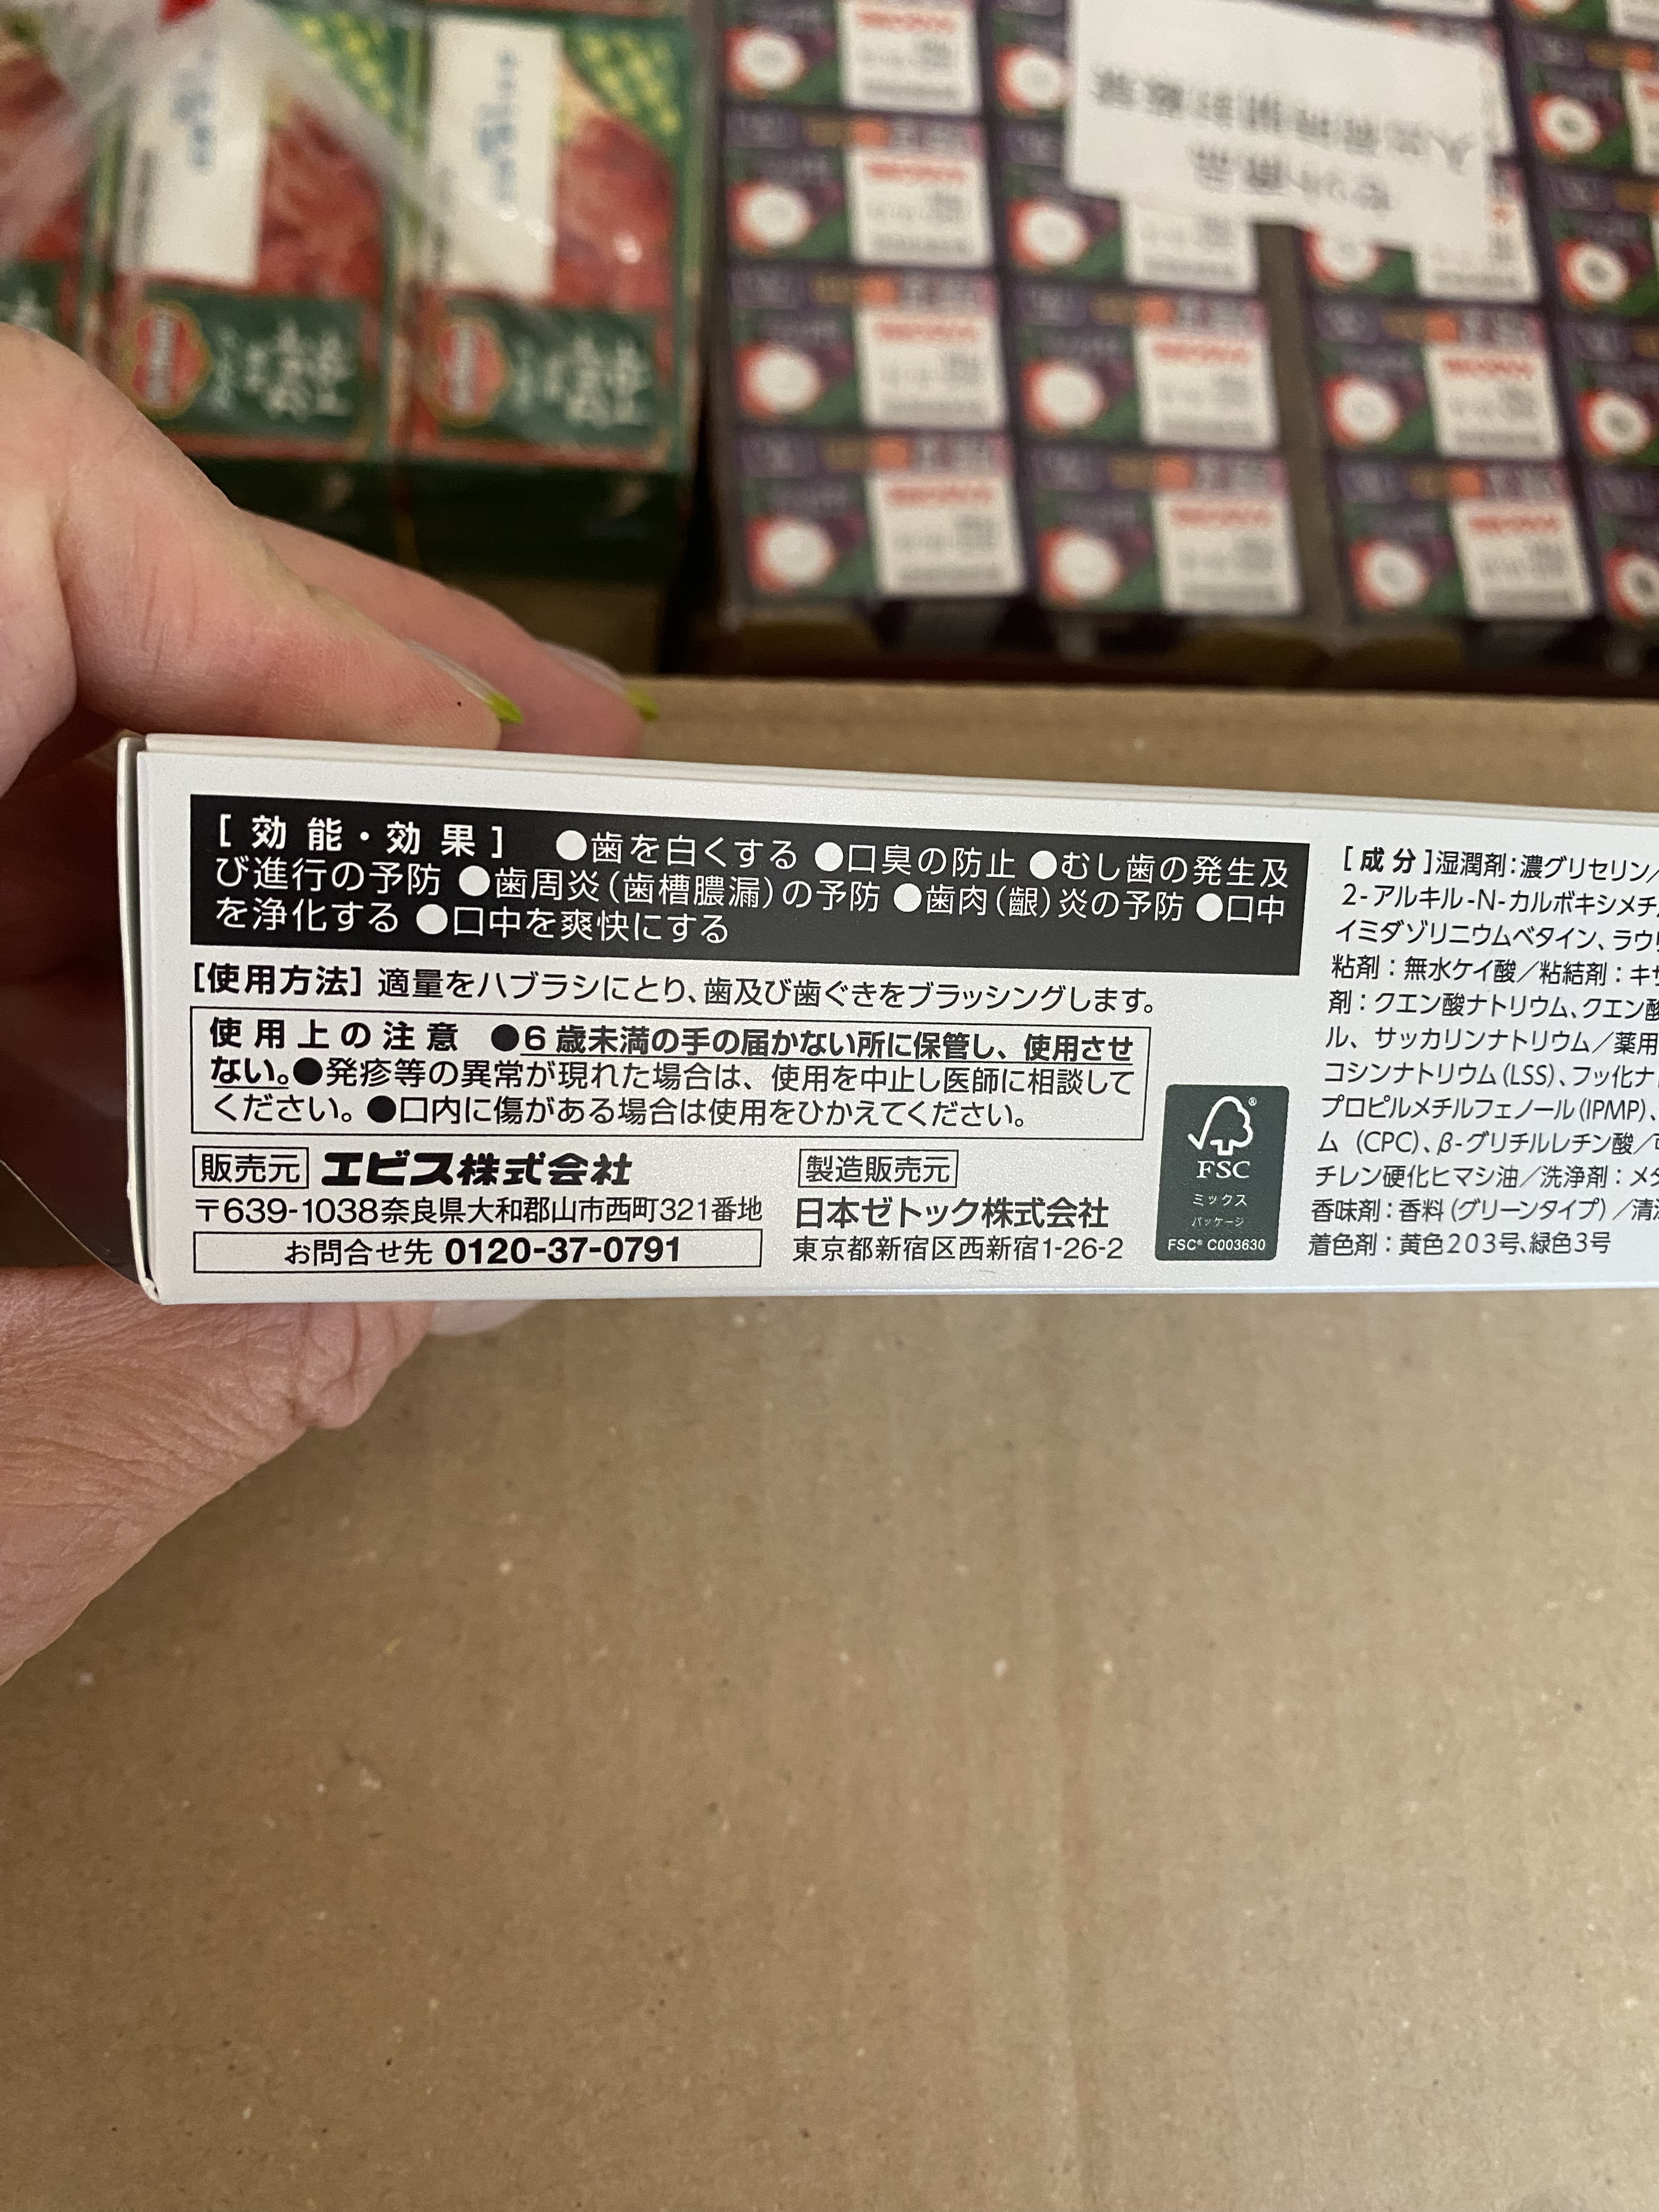 [効能・効果] ●歯を白くする ●口臭の防止 ●むし歯の発生及
び進行の予防 ●歯周炎(歯槽膿漏)の予防 ●歯肉(齦)炎の予防 ●口中
を浄化する ●口中を爽快にする
[使用方法] 適量をハブラシにとり、歯及び歯ぐきをブラッシングします。
使用上の注意 ●6歳未満の手の届かない所に保管し、使用させ
ない。●発疹等の異常が現れた場合は、使用を中止し医師に相談して
ください。●口内に傷がある場合は使用をひかえてください。
販売元 エビス株式会社
〒639-1038奈良県大和郡山市西町321番地
お問合せ先 0120-37-0791
製造販売元
日本ゼトック株式会社
東京都新宿区西新宿1-26-2
FSC
ミックス
パッケージ
FSC® C003630
[成分]湿潤剤:濃グリセリン/
2-アルキル-N-カルボキシメチ
イミダゾリニウムベタイン、ラウ
粘剤:無水ケイ酸/粘結剤:キサ
剤:クエン酸ナトリウム、クエン酸
ル、サッカリンナトリウム/薬用
コシンナトリウム(LSS)、フッ化ナ
プロピルメチルフェノール(IPMP)、
ム (CPC)、β-グリチルレチン酸/
チレン硬化ヒマシ油/洗浄剤:メタ
香味剤:香料(グリーンタイプ)/清
着色剤:黄色203号、緑色3号